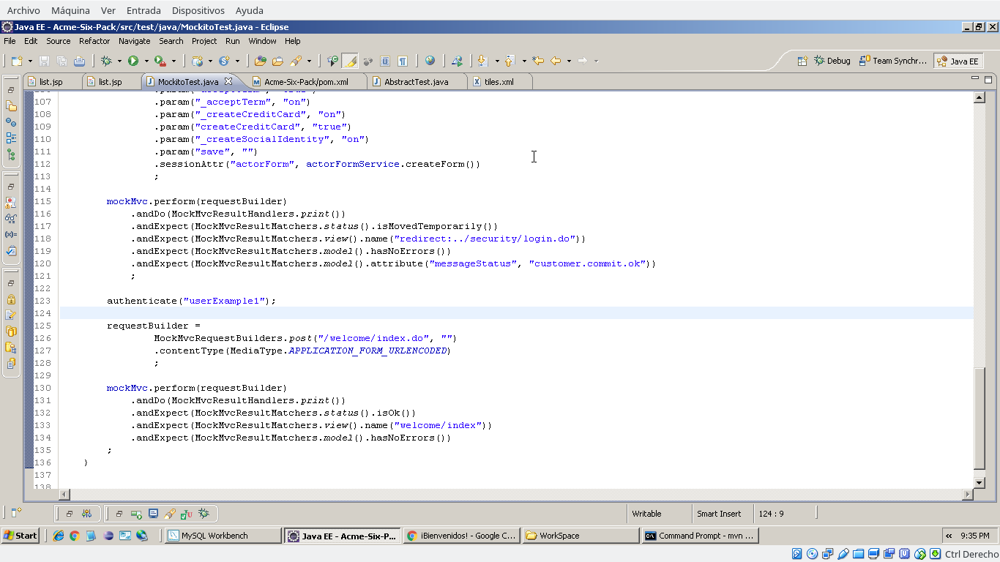 Archivo Máquina Ver Entrada Dispositivos Ayuda
Java EE - Acme-Six-Pack/src/test/java/MockitoTest.java - Eclipse
File Edit Source Refactor Navigate Search Project Run Window Help
Debug Team Synchr... Java EE
list.jsp list.jsp MockitoTest.java Acme-Six-Pack/pom.xml AbstractTest.java tiles.xml
107 .param("_acceptTerm", "on")
108 .param("_createCreditCard", "on")
109 .param("createCreditCard", "true")
110 .param("_createSocialIdentity", "on")
111 .param("save", "")
112 .sessionAttr("actorForm", actorFormService.createForm())
113 ;
114
115 mockMvc.perform(requestBuilder)
116 .andDo(MockMvcResultHandlers.print())
117 .andExpect(MockMvcResultMatchers.status().isMovedTemporarily())
118 .andExpect(MockMvcResultMatchers.view().name("redirect:../security/login.do"))
119 .andExpect(MockMvcResultMatchers.model().hasNoErrors())
120 .andExpect(MockMvcResultMatchers.model().attribute("messageStatus", "customer.commit.ok"))
121 ;
122
123 authenticate("userExample1");
124
125 requestBuilder =
126 MockMvcRequestBuilders.post("/welcome/index.do", "")
127 .contentType(MediaType.APPLICATION_FORM_URLENCODED)
128 ;
129
130 mockMvc.perform(requestBuilder)
131 .andDo(MockMvcResultHandlers.print())
132 .andExpect(MockMvcResultMatchers.status().isOk())
133 .andExpect(MockMvcResultMatchers.view().name("welcome/index"))
134 .andExpect(MockMvcResultMatchers.model().hasNoErrors())
135 ;
136 }
137
138
Writable Smart Insert 124 : 9
Start MySQL Workbench Java EE - Acme-Six-P... ¡Bienvenidos! - Google C... WorkSpace Command Prompt - mvn ... « 9:35 PM
Ctrl Derecho